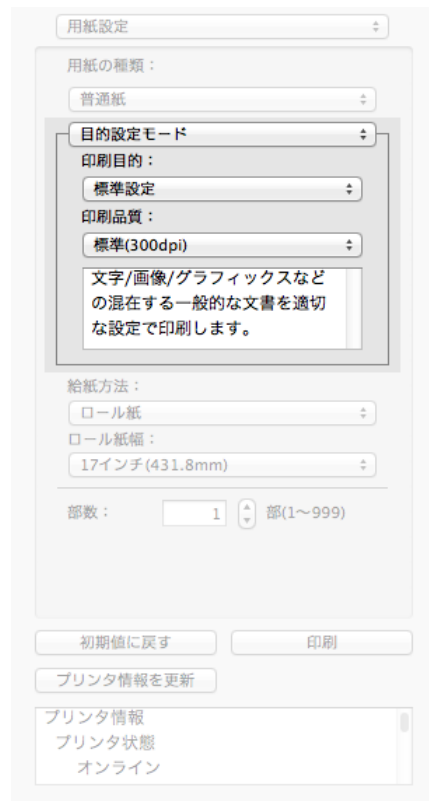 用紙設定
用紙の種類：
普通紙
目的設定モード
印刷目的：
標準設定
印刷品質：
標準(300dpi)
文字/画像/グラフィックスなど
の混在する一般的な文書を適切
な設定で印刷します。
給紙方法：
ロール紙
ロール紙幅：
17インチ(431.8mm)
部数： 1 部(1〜999)
初期値に戻す 印刷
プリンタ情報を更新
プリンタ情報
プリンタ状態
オンライン